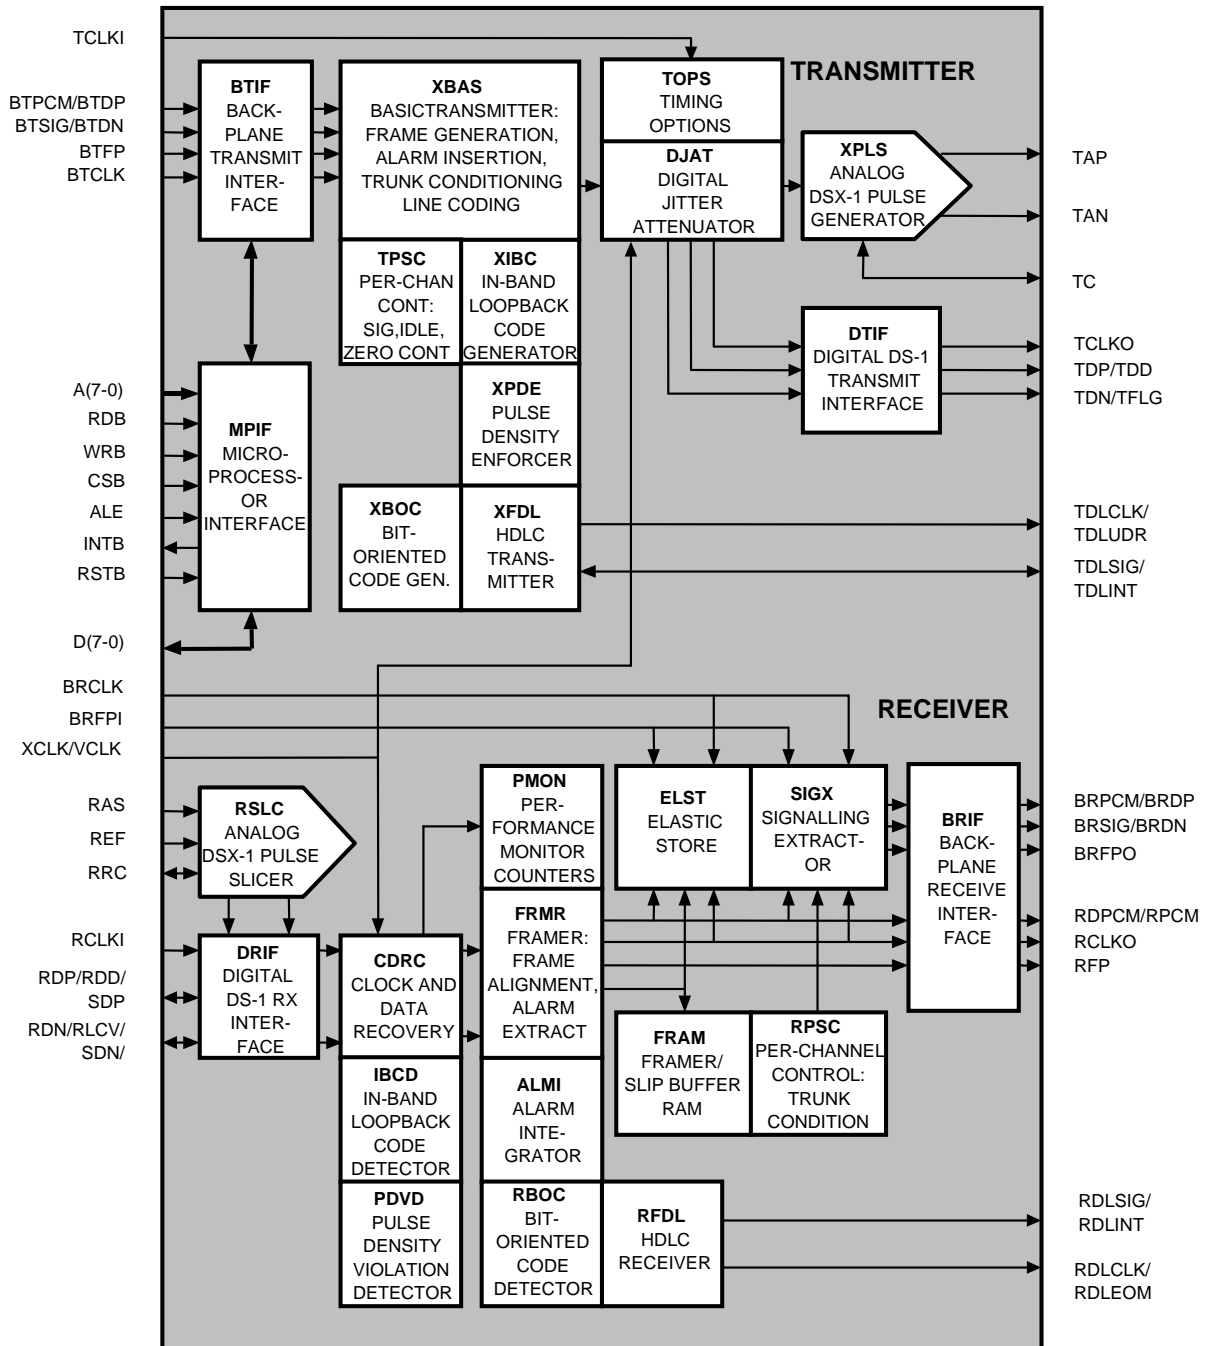 TCLKI
BTPCM/BTDP
BTSIG/BTDN
BTFP
BTCLK
A(7-0)
RDB
WRB
CSB
ALE
INTB
RSTB
D(7-0)
BRCLK
BRFPI
XCLK/VCLK
RAS
REF
RRC
RCLKI
RDP/RDD/
SDP
RDN/RLCV/
SDN/
TRANSMITTER
BTIF
BACK-
PLANE
TRANSMIT
INTER-
FACE
XBAS
BASICTRANSMITTER:
FRAME GENERATION,
ALARM INSERTION,
TRUNK CONDITIONING
LINE CODING
TOPS
TIMING
OPTIONS
DJAT
DIGITAL
JITTER
ATTENUATOR
XPLS
ANALOG
DSX-1 PULSE
GENERATOR
TPSC
PER-CHAN
CONT:
SIG,IDLE,
ZERO CONT
XIBC
IN-BAND
LOOPBACK
CODE
GENERATOR
DTIF
DIGITAL DS-1
TRANSMIT
INTERFACE
MPIF
MICRO-
PROCESS-
OR
INTERFACE
XPDE
PULSE
DENSITY
ENFORCER
XBOC
BIT-
ORIENTED
CODE GEN.
XFDL
HDLC
TRANS-
MITTER
RECEIVER
RSLC
ANALOG
DSX-1 PULSE
SLICER
PMON
PER-
FORMANCE
MONITOR
COUNTERS
ELST
ELASTIC
STORE
SIGX
SIGNALLING
EXTRACT-
OR
BRIF
BACK-
PLANE
RECEIVE
INTER-
FACE
DRIF
DIGITAL
DS-1 RX
INTER-
FACE
CDRC
CLOCK AND
DATA
RECOVERY
FRMR
FRAMER:
FRAME
ALIGNMENT,
ALARM
EXTRACT
FRAM
FRAMER/
SLIP BUFFER
RAM
RPSC
PER-CHANNEL
CONTROL:
TRUNK
CONDITION
IBCD
IN-BAND
LOOPBACK
CODE
DETECTOR
ALMI
ALARM
INTE-
GRATOR
PDVD
PULSE
DENSITY
VIOLATION
DETECTOR
RBOC
BIT-
ORIENTED
CODE
DETECTOR
RFDL
HDLC
RECEIVER
TAP
TAN
TC
TCLKO
TDP/TDD
TDN/TFLG
TDLCLK/
TDLUDR
TDLSIG/
TDLINT
BRPCM/BRDP
BRSIG/BRDN
BRFPO
RDPCM/RPCM
RCLKO
RFP
RDLSIG/
RDLINT
RDLCLK/
RDLEOM